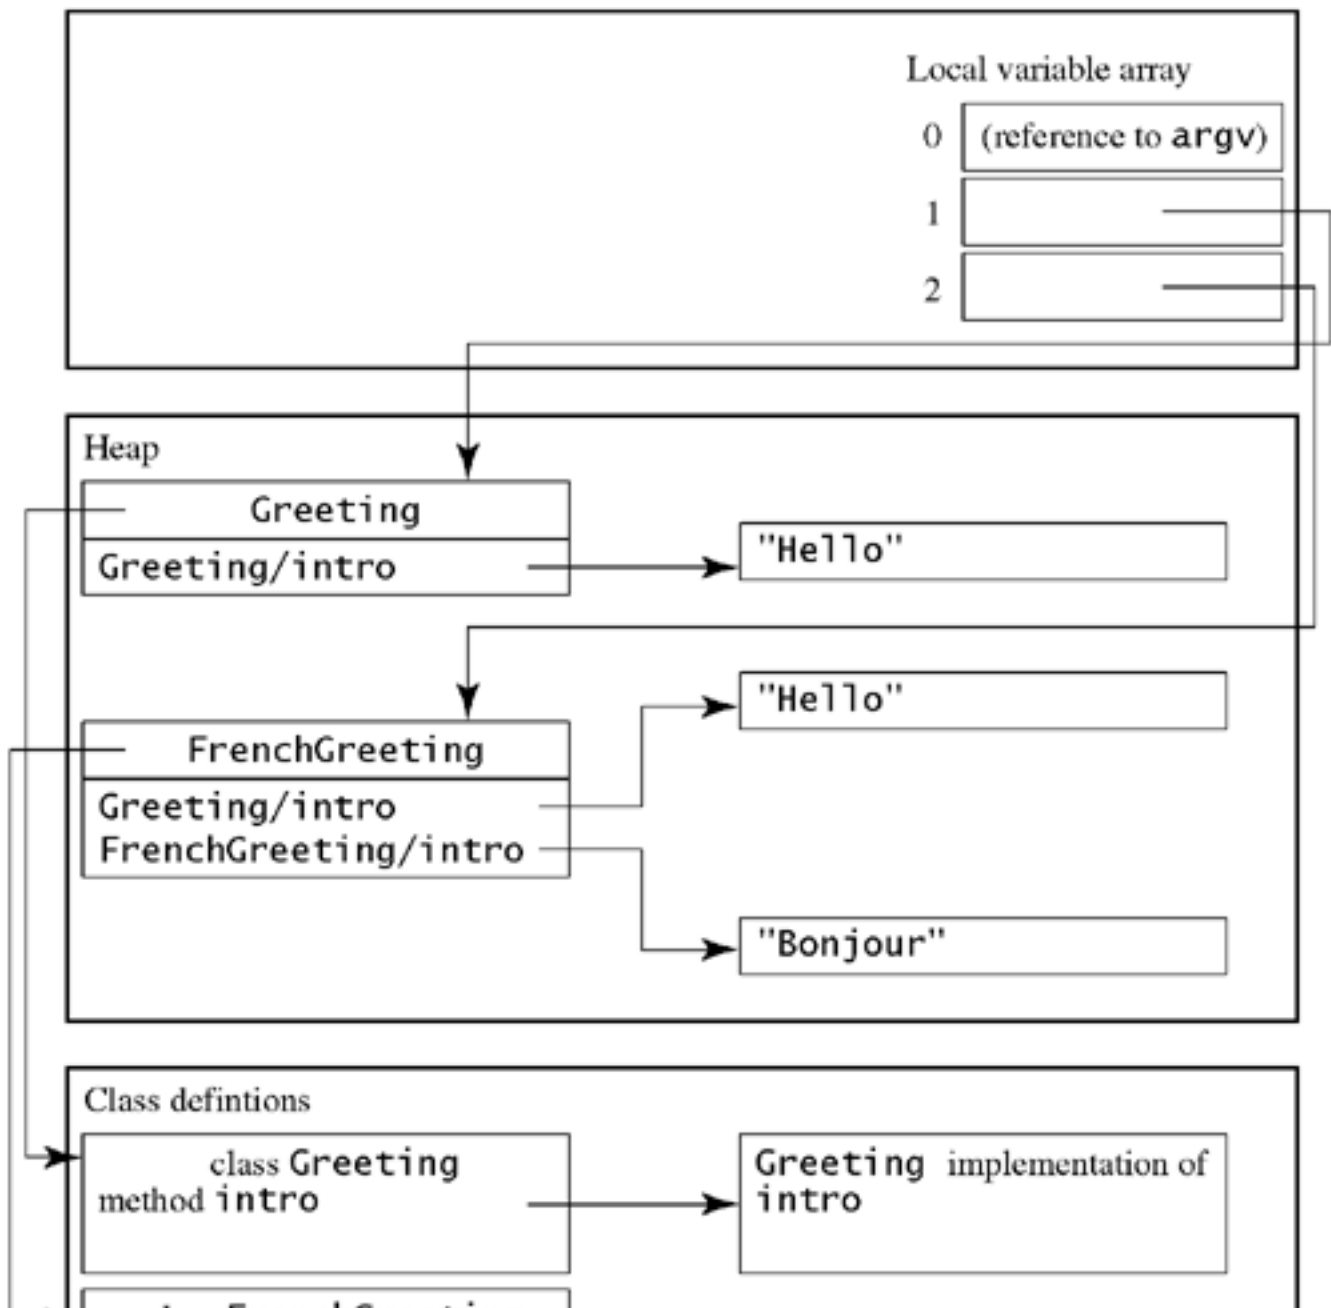 Local variable array
0 (reference to argv)
1
2
Heap
Greeting
Greeting/intro
"Hello"
"Hello"
FrenchGreeting
Greeting/intro
FrenchGreeting/intro
"Bonjour"
Class defintions
class Greeting
method intro
Greeting implementation of
intro